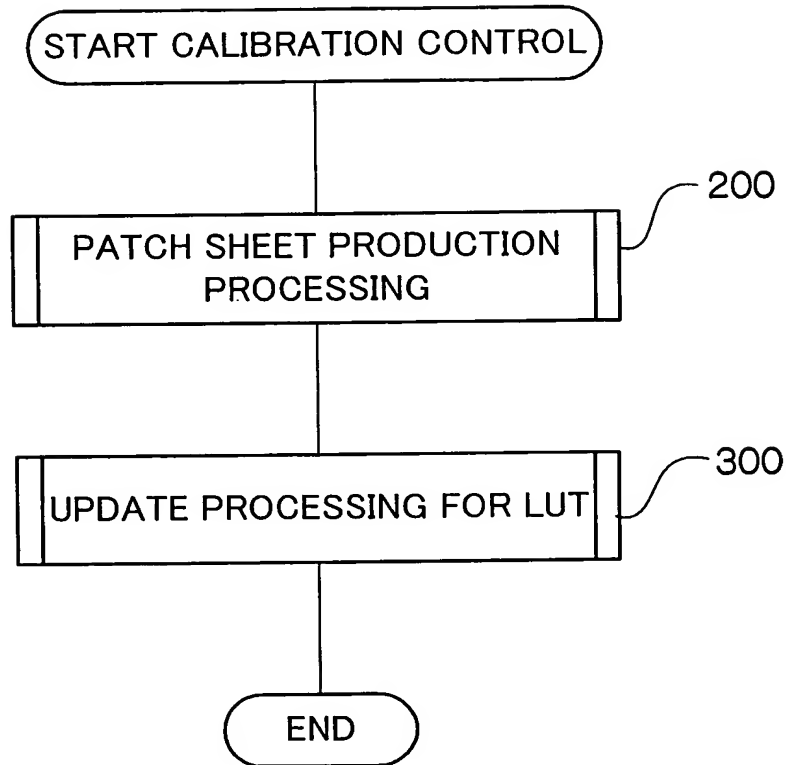 START CALIBRATION CONTROL
200
PATCH SHEET PRODUCTION
PROCESSING
300
UPDATE PROCESSING FOR LUT
END